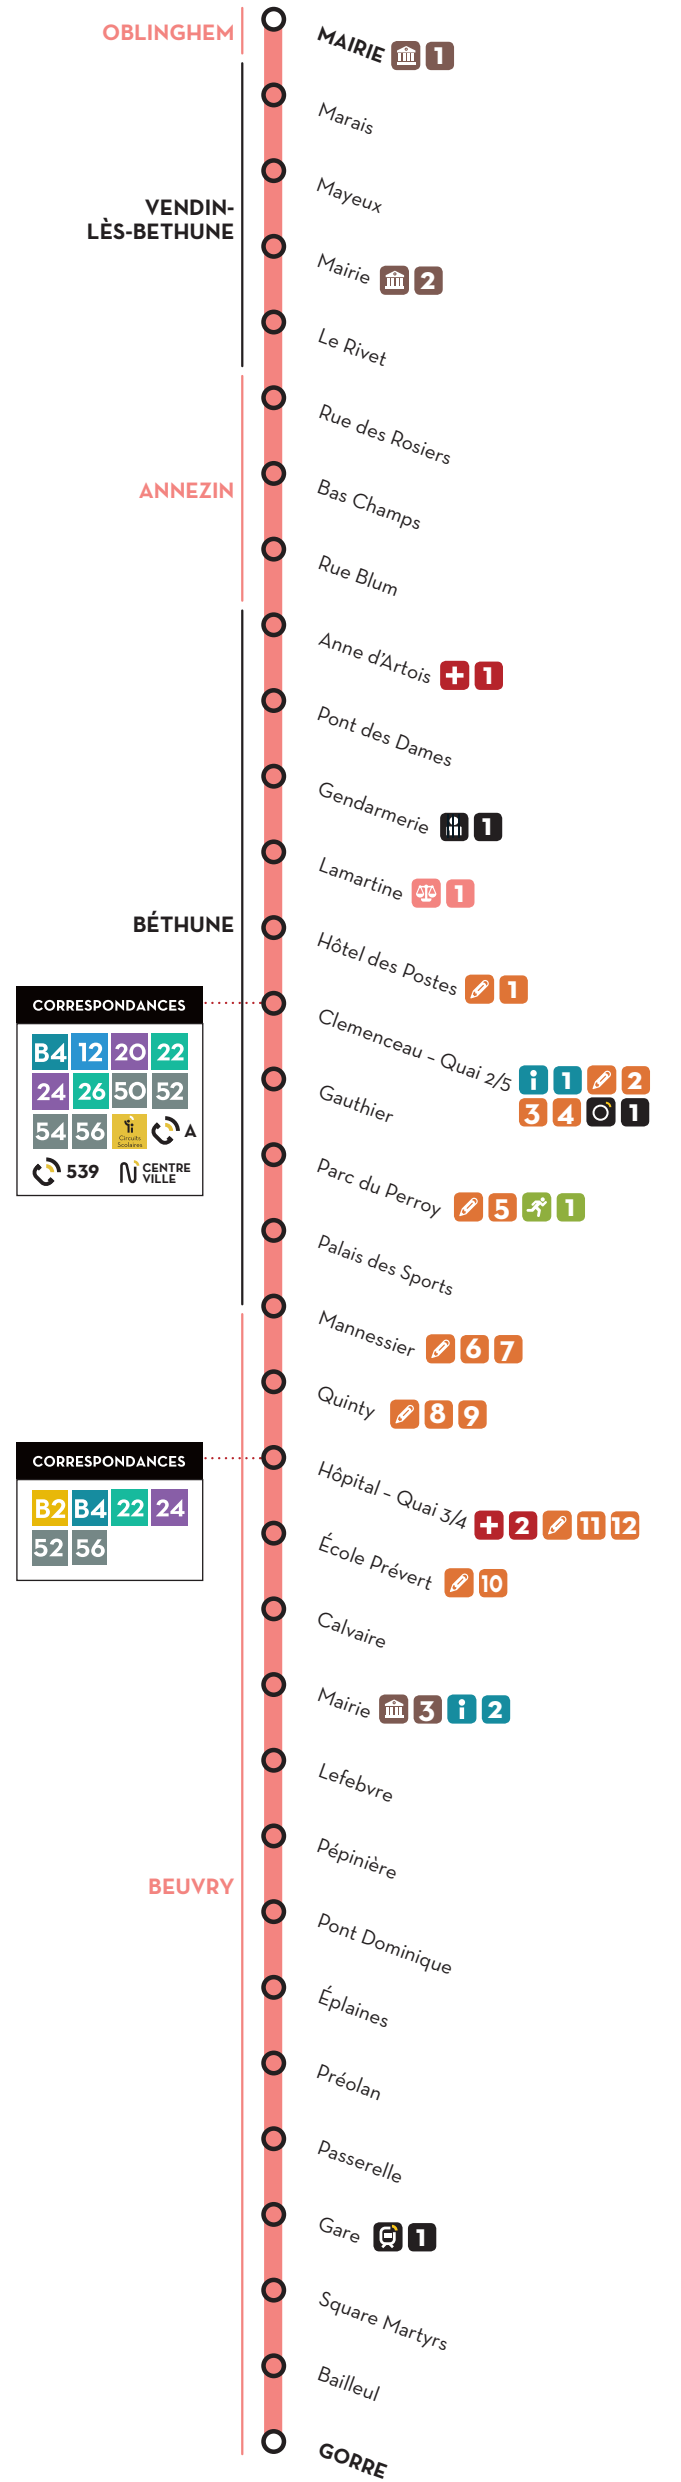 OBLINGHEM
MAIRIE 1
VENDIN-
LÈS-BETHUNE
Marais
Mayeux
Mairie 2
Le Rivet
ANNEZIN
Rue des Rosiers
Bas Champs
Rue Blum
BÉTHUNE
Anne d'Artois 1
Pont des Dames
Gendarmerie 1
Lamartine 1
Hôtel des Postes 1
Clemenceau – Quai 2/5 i 1 2
3 4 1
CORRESPONDANCES
B4 12 20 22
24 26 50 52
54 56 Circuits Scolaires A
539 N CENTRE
VILLE
Gauthier
Parc du Perroy 5 1
Palais des Sports
BEUVRY
Mannessier 6 7
Quinty 8 9
Hôpital – Quai 3/4 2 11 12
CORRESPONDANCES
B2 B4 22 24
52 56
École Prévert 10
Calvaire
Mairie 3 i 2
Lefebvre
Pépinière
Pont Dominique
Éplaines
Préolan
Passerelle
Gare 1
Square Martyrs
Bailleul
GORRE